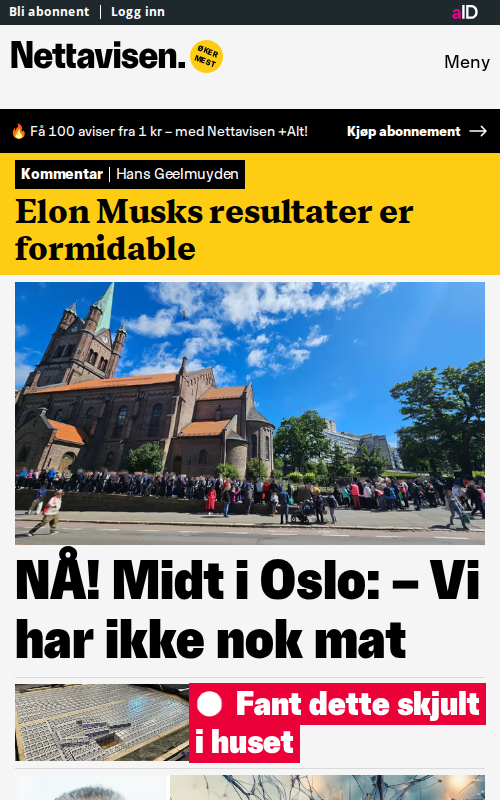 Bli abonnent | Logg inn
aID
Nettavisen.
ØKER
MEST
Meny
🔥 Få 100 aviser fra 1 kr – med Nettavisen +Alt!
Kjøp abonnement →
Kommentar | Hans Geelmuyden
Elon Musks resultater er
formidable
NÅ! Midt i Oslo: – Vi
har ikke nok mat
Fant dette skjult
i huset